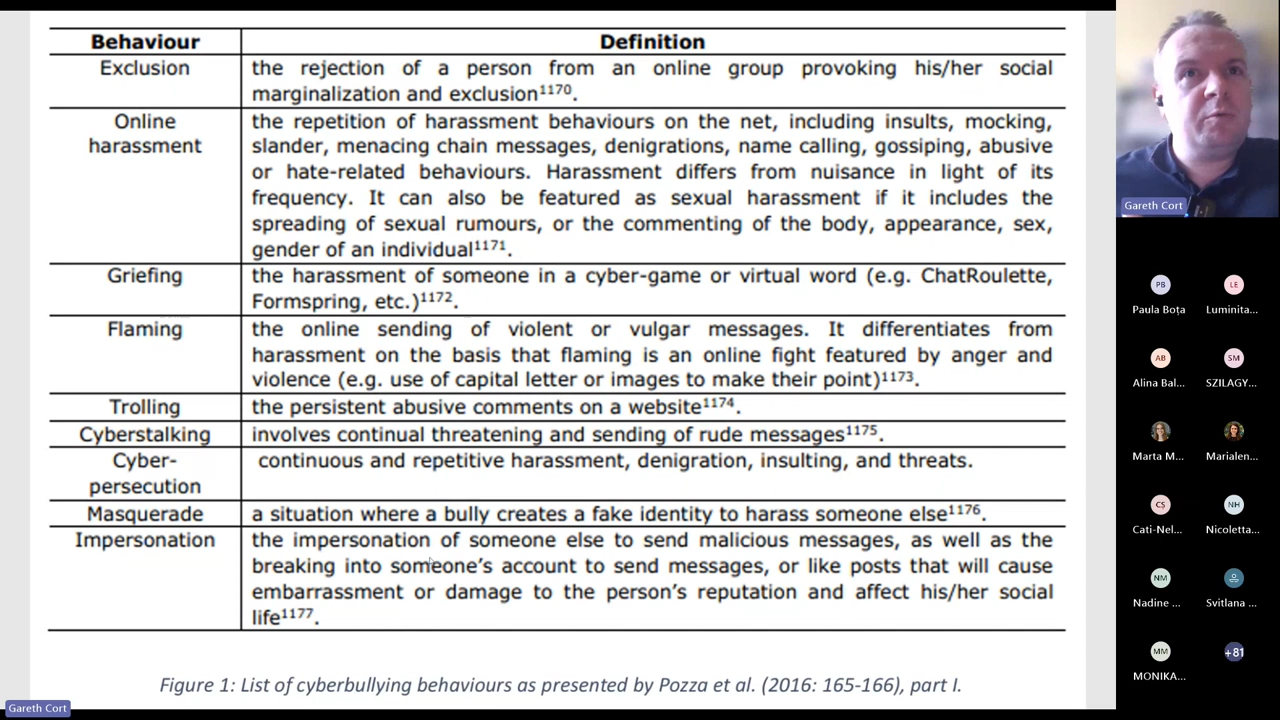 Behaviour Definition
Exclusion the rejection of a person from an online group provoking his/her social
marginalization and exclusion1170.
Online the repetition of harassment behaviours on the net, including insults, mocking,
harassment slander, menacing chain messages, denigrations, name calling, gossiping, abusive
or hate-related behaviours. Harassment differs from nuisance in light of its
frequency. It can also be featured as sexual harassment if it includes the
spreading of sexual rumours, or the commenting of the body, appearance, sex,
gender of an individual1171.
Griefing the harassment of someone in a cyber-game or virtual word (e.g. ChatRoulette,
Formspring, etc.)1172.
Flaming the online sending of violent or vulgar messages. It differentiates from
harassment on the basis that flaming is an online fight featured by anger and
violence (e.g. use of capital letter or images to make their point)1173.
Trolling the persistent abusive comments on a website1174.
Cyberstalking involves continual threatening and sending of rude messages1175.
Cyber- continuous and repetitive harassment, denigration, insulting, and threats.
persecution
Masquerade a situation where a bully creates a fake identity to harass someone else1176.
Impersonation the impersonation of someone else to send malicious messages, as well as the
breaking into someone's account to send messages, or like posts that will cause
embarrassment or damage to the person's reputation and affect his/her social
life1177.
Figure 1: List of cyberbullying behaviours as presented by Pozza et al. (2016: 165-166), part I.
Gareth Cort
Gareth Cort
PB LE
Paula Boța Luminita...
AB SM
Alina Bal... SZILAGY...
Marta M... Marialen...
CȘ NH
Cati-Nel... Nicoletta...
NM
Nadine ... Svitlana ...
MM +81
MONIKA...